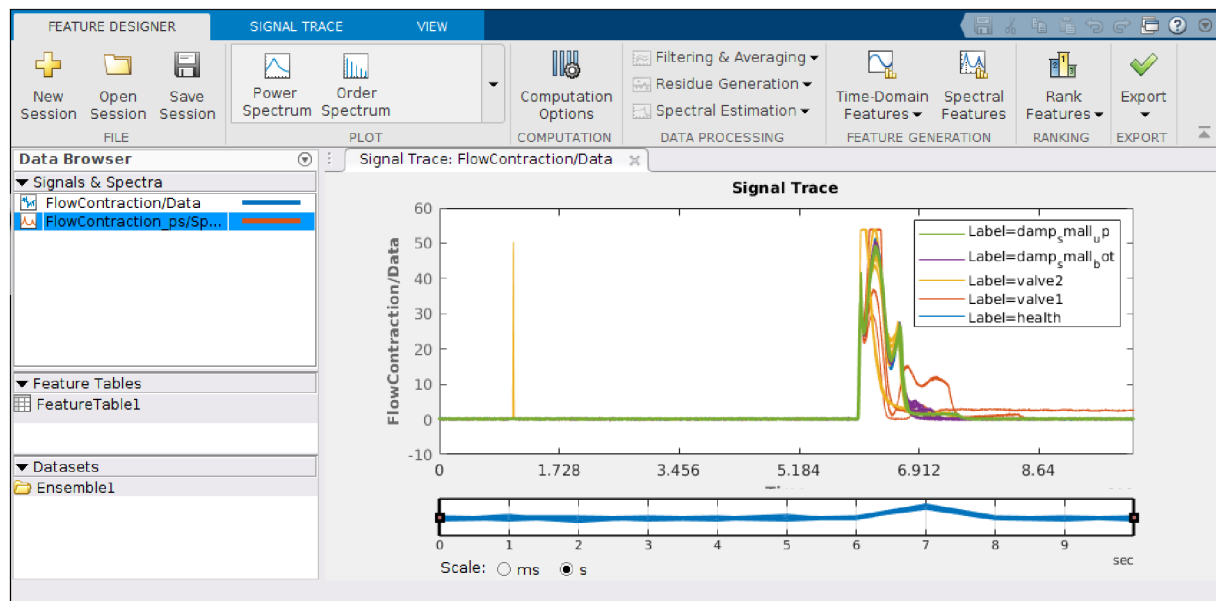 FEATURE DESIGNER SIGNAL TRACE VIEW
New Session
Open Session
Save Session
FILE
Power Spectrum
Order Spectrum
PLOT
Computation Options
COMPUTATION
Filtering & Averaging
Residue Generation
Spectral Estimation
DATA PROCESSING
Time-Domain Features
Spectral Features
FEATURE GENERATION
Rank Features
RANKING
Export
EXPORT
Data Browser
Signals & Spectra
FlowContraction/Data
FlowContraction_ps/Sp...
Feature Tables
FeatureTable1
Datasets
Ensemble1
Signal Trace: FlowContraction/Data
Signal Trace
FlowContraction/Data
60
50
40
30
20
10
0
-10
0 1.728 3.456 5.184 6.912 8.64
Label=damp_small_up
Label=damp_small_bot
Label=valve2
Label=valve1
Label=health
0 1 2 3 4 5 6 7 8 9
sec
Scale: ms s